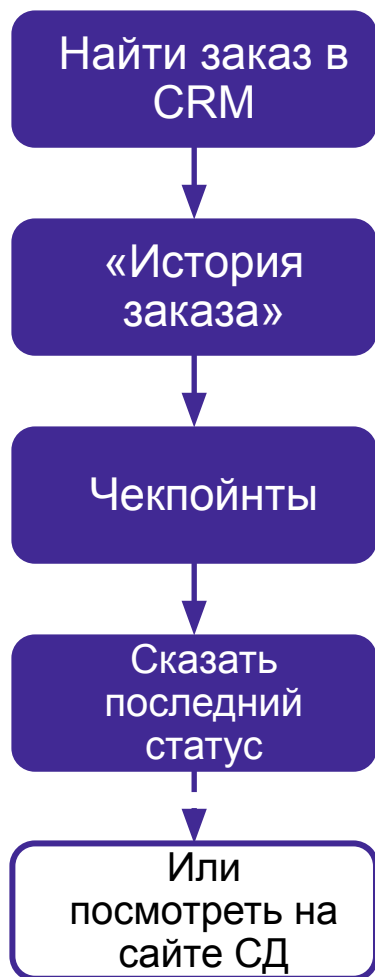 Найти заказ в
CRM
«История
заказа»
Чекпойнты
Сказать
последний
статус
Или
посмотреть на
сайте СД